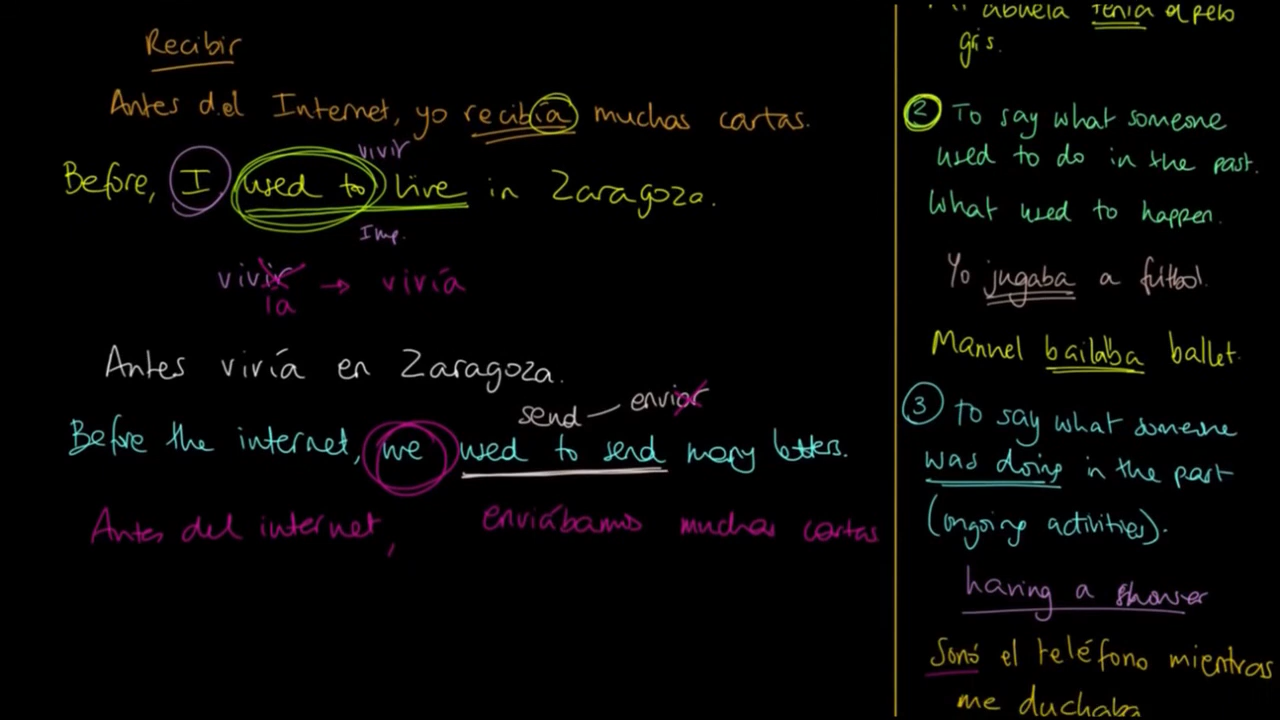 Recibir
Antes del Internet, yo recibía muchas cartas.
vivir
Before, I used to live in Zaragoza.
Imp.
vivir → vivía
ía
Antes vivía en Zaragoza.
send — enviar
Before the internet, we used to send many letters.
Antes del internet, enviábamos muchas cartas
abuela tenía el pelo
gris.
2 To say what someone
used to do in the past.
What used to happen.
Yo jugaba a fútbol.
Manuel bailaba ballet.
3 To say what someone
was doing in the past
(ongoing activities).
having a shower
Sonó el teléfono mientras
me duchaba